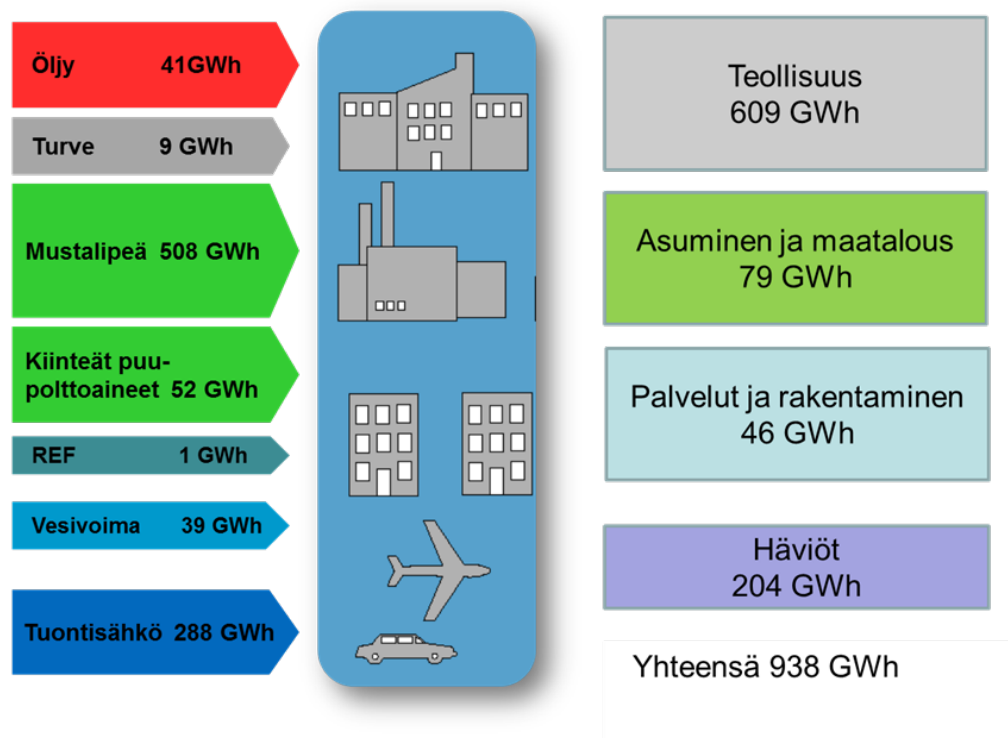 Öljy 41GWh
Turve 9 GWh
Mustalipeä 508 GWh
Kiinteät puu-
polttoaineet 52 GWh
REF 1 GWh
Vesivoima 39 GWh
Tuontisähkö 288 GWh
Teollisuus
609 GWh
Asuminen ja maatalous
79 GWh
Palvelut ja rakentaminen
46 GWh
Häviöt
204 GWh
Yhteensä 938 GWh